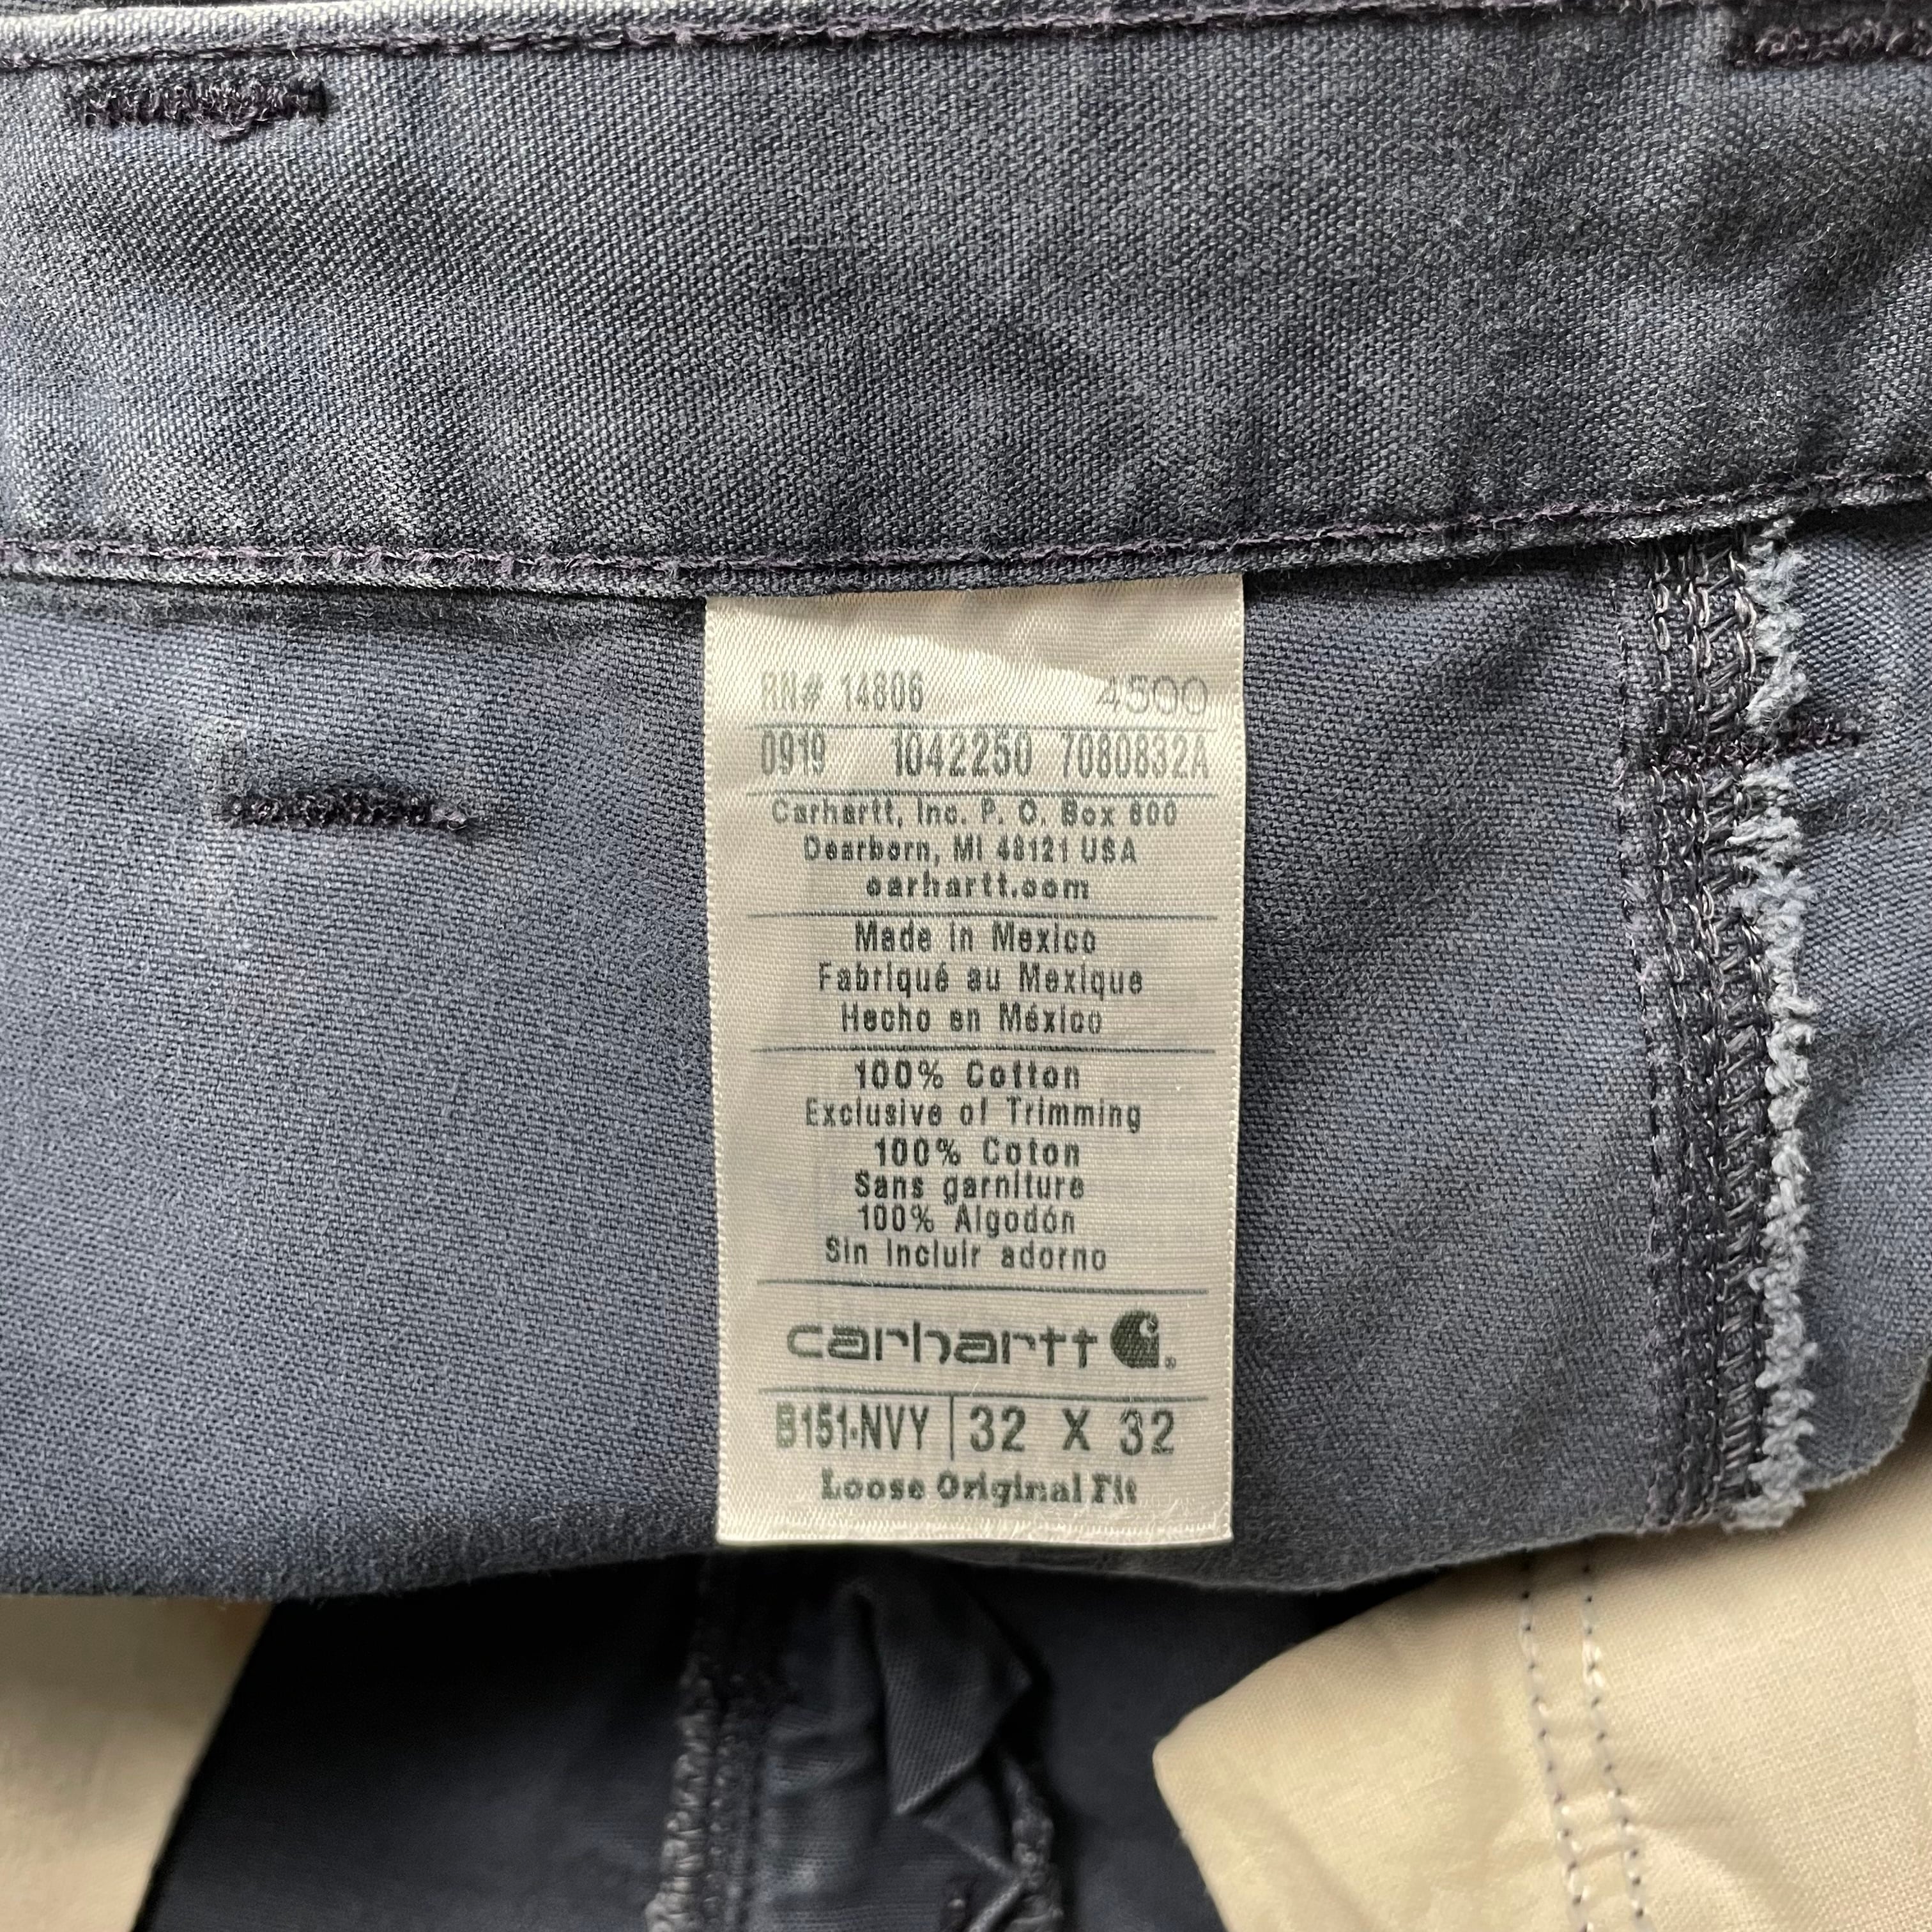 RN# 14806 4500
0919 1042250 7080832A
Carhartt, Inc. P. O. Box 600
Dearborn, MI 48121 USA
carhartt.com
Made in Mexico
Fabriqué au Mexique
Hecho en México
100% Cotton
Exclusive of Trimming
100% Coton
Sans garniture
100% Algodón
Sin incluir adorno
carhartt
B151-NVY | 32 X 32
Loose Original Fit